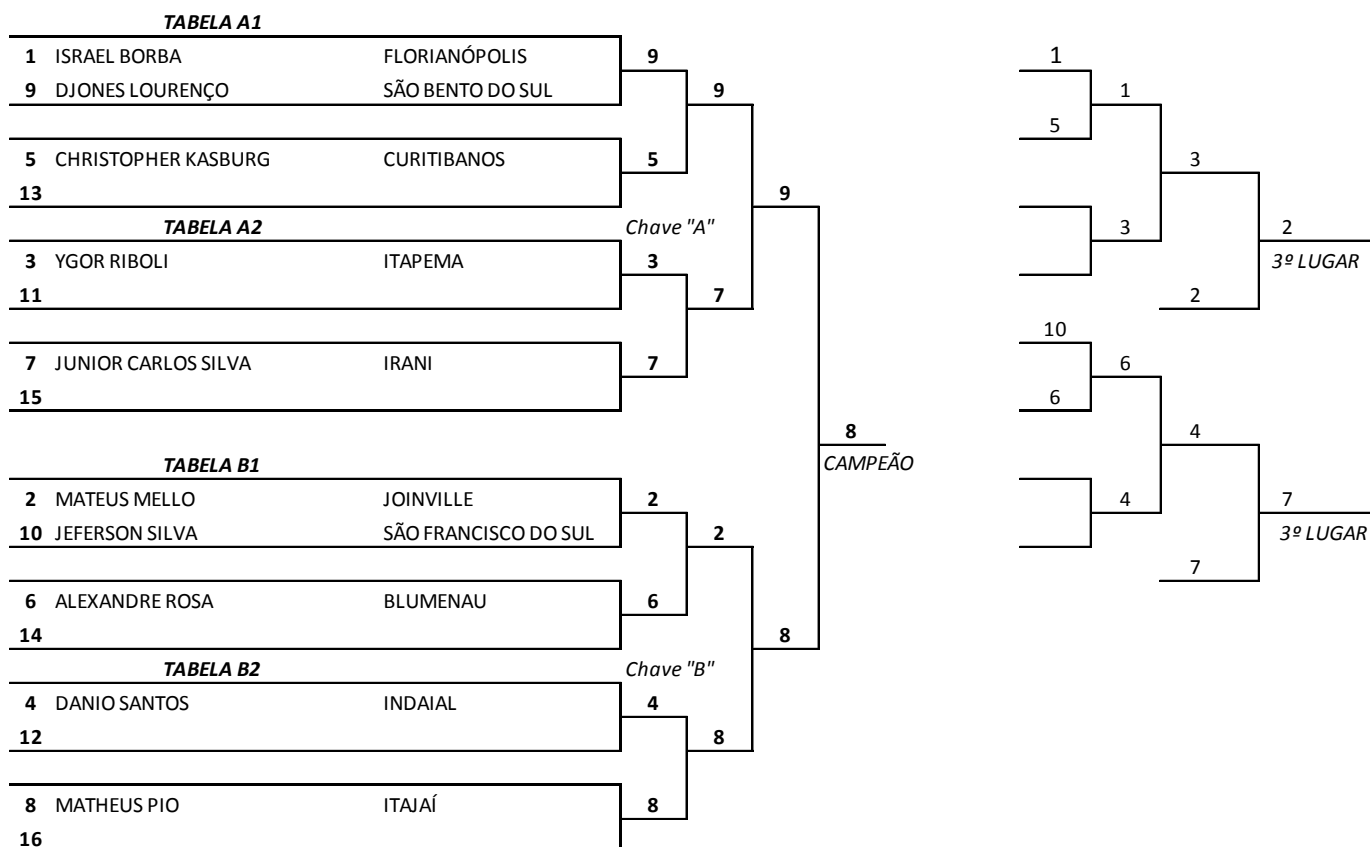 TABELA A1
1 ISRAEL BORBA FLORIANÓPOLIS 9 1
9 DJONES LOURENÇO SÃO BENTO DO SUL 9 1
5
5 CHRISTOPHER KASBURG CURITIBANOS 5 3
13 9
TABELA A2 Chave "A" 3 2
3 YGOR RIBOLI ITAPEMA 3 3º LUGAR
11 7 2
10
7 JUNIOR CARLOS SILVA IRANI 7 6
15 6
8 4
TABELA B1 CAMPEÃO
2 MATEUS MELLO JOINVILLE 2 4 7
10 JEFERSON SILVA SÃO FRANCISCO DO SUL 2 3º LUGAR
7
6 ALEXANDRE ROSA BLUMENAU 6
14 8
TABELA B2 Chave "B"
4 DANIO SANTOS INDAIAL 4
12 8
8 MATHEUS PIO ITAJAÍ 8
16